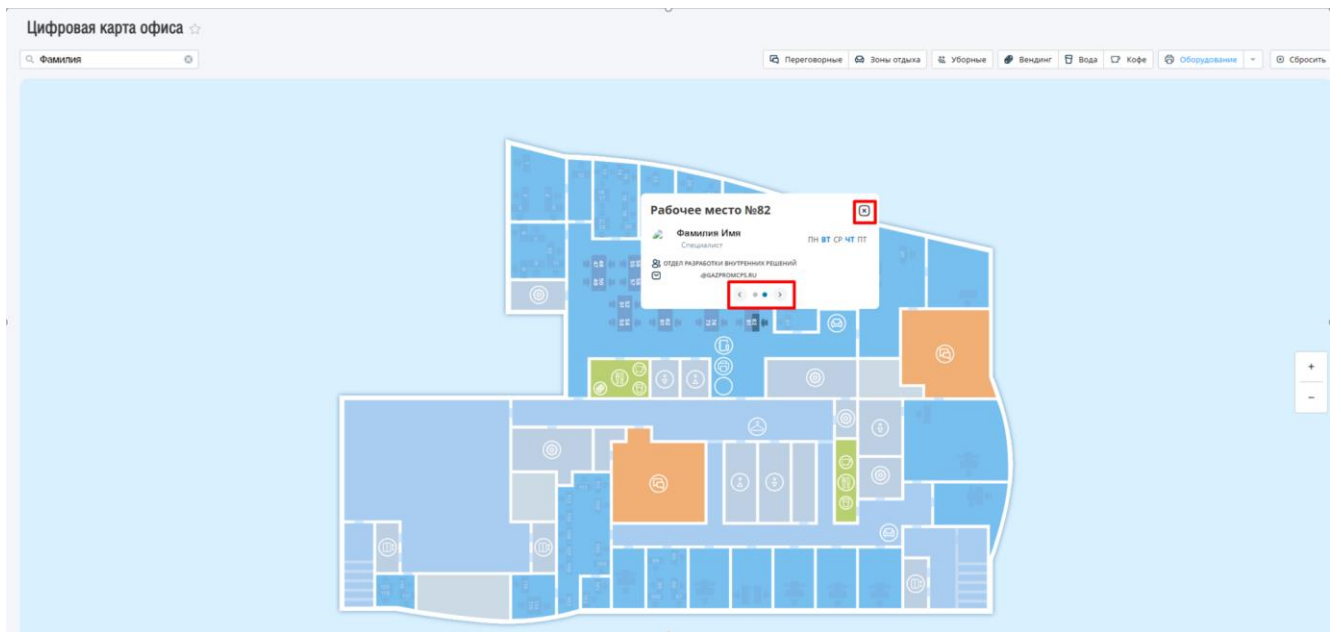 Цифровая карта офиса
Фамилия
Переговорные Зоны отдыха Уборные Вендинг Вода Кофе Оборудование Сбросить
Рабочее место №82
Фамилия Имя
Специалист
ПН ВТ СР ЧТ ПТ
ОТДЕЛ РАЗРАБОТКИ ВНУТРЕННИХ РЕШЕНИЙ
@GAZPROMCPS.RU
+
−